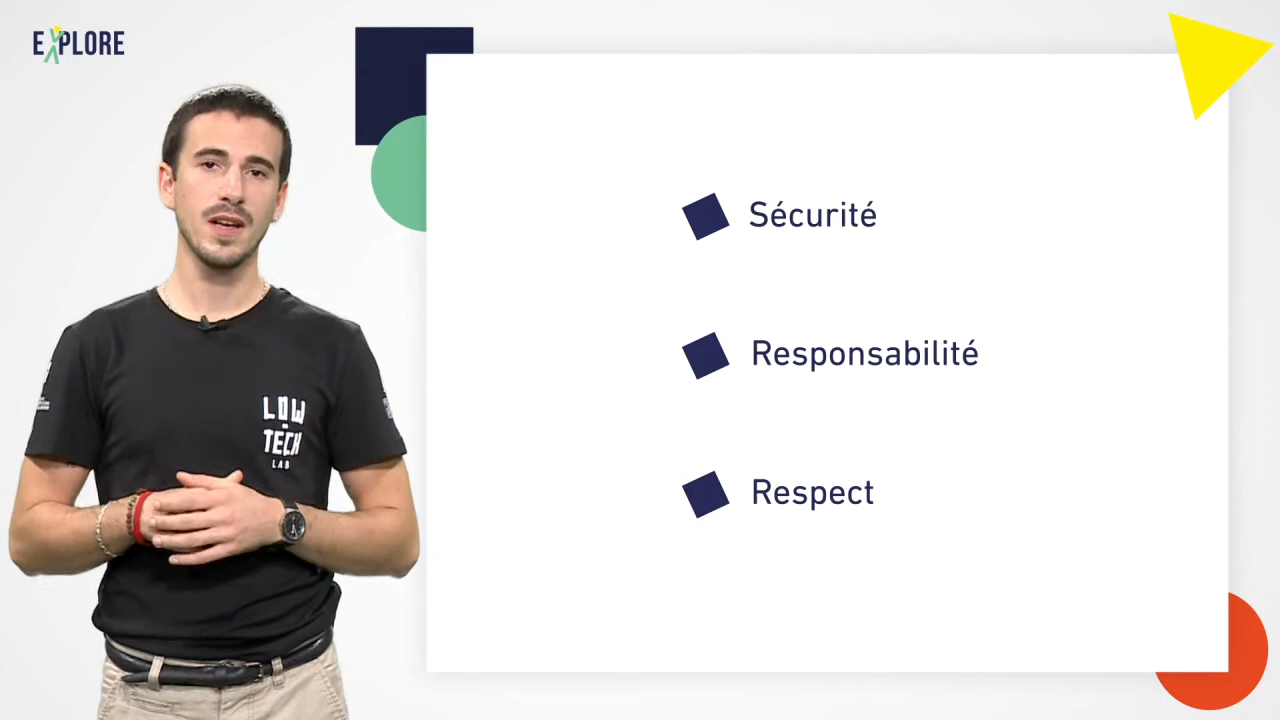 EXPLORE
Sécurité
Responsabilité
Respect
LOW
-
TECH
LAB